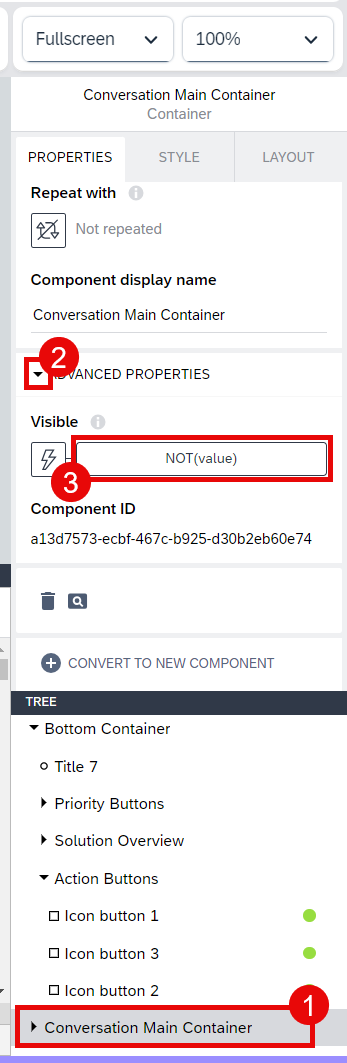 Fullscreen 100%
Conversation Main Container
Container
PROPERTIES STYLE LAYOUT
Repeat with i
Not repeated
Component display name
Conversation Main Container
2
ADVANCED PROPERTIES
Visible i
NOT(value)
3
Component ID
a13d7573-ecbf-467c-b925-d30b2eb60e74
CONVERT TO NEW COMPONENT
TREE
Bottom Container
Title 7
Priority Buttons
Solution Overview
Action Buttons
Icon button 1
Icon button 3
Icon button 2
1
Conversation Main Container